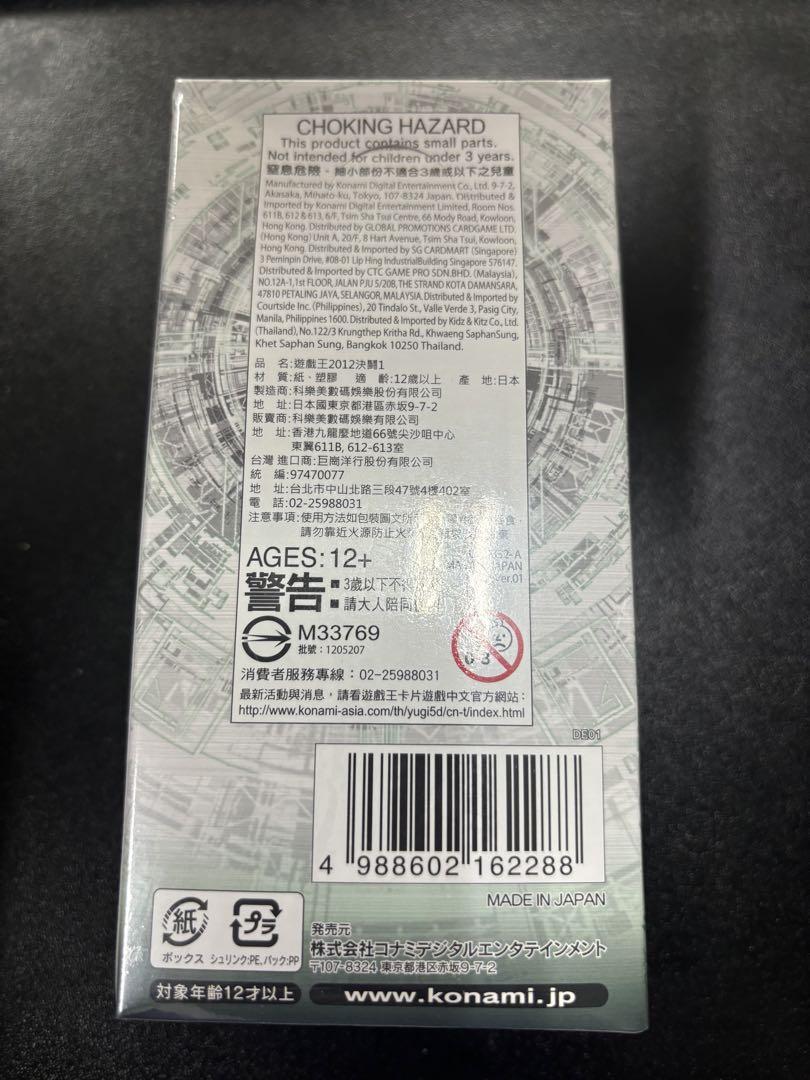 CHOKING HAZARD
This product contains small parts.
Not intended for children under 3 years.
窒息危險,細小部份不適合3歲或以下之兒童
Manufactured by Konami Digital Entertainment Co., Ltd. 9-7-2,
Akasaka, Mihato-ku, Tokyo, 107-8324 Japan. Distributed &
Imported by Konami Digital Entertainment Limited, Room Nos.
611B, 612 & 613, 6/F, Tsim Sha Tsui Centre, 66 Mody Road, Kowloon,
Hong Kong. Distributed by GLOBAL PROMOTIONS CARDGAME LTD.
(Hong Kong) Unit A, 20/F, 8 Hart Avenue, Tsim Sha Tsui, Kowloon,
Hong Kong. Distributed & Imported by SG CARDMART (Singapore)
3 Pemimpin Drive, #08-01 Lip Hing IndustrialBuilding Singapore 576147.
Distributed & Imported by CTC GAME PRO SDN.BHD. (Malaysia),
NO.12A-1,1st FLOOR, JALAN PJU 5/20B, THE STRAND KOTA DAMANSARA,
47810 PETALING JAYA, SELANGOR, MALAYSIA. Distributed & Imported by
Courtside Inc. (Philippines), 20 Tindalo St., Valle Verde 3, Pasig City,
Manila, Philippines 1600. Distributed & Imported by Kidz & Kitz Co., Ltd.
(Thailand), No.122/3 Krungthep Kritha Rd., Khwaeng SaphanSung,
Khet Saphan Sung, Bangkok 10250 Thailand.
品 名:遊戲王2012決鬪1
材 質:紙、塑膠 適 齡:12歲以上 產 地:日本
製造商:科樂美數碼娛樂股份有限公司
地 址:日本國東京都港區赤坂9-7-2
販賣商:科樂美數碼娛樂有限公司
地 址:香港九龍麼地道66號尖沙咀中心
東翼611B, 612-613室
台灣 進口商:巨崗洋行股份有限公司
統 編:97470077
地 址:台北市中山北路三段47號4樓402室
電 話:02-25988031
注意事項:使用方法如包裝圖文所 食,
請勿靠近火源防止火
AGES: 12+
52-A
JAPAN
Ver.01
警告:3歲以下不
請大人陪同
M33769
批號:1205207
0 3
消費者服務專線:02-25988031
最新活動與消息,請看遊戲王卡片遊戲中文官方網站:
http://www.konami-asia.com/th/yugi5d/cn-t/index.html
DE01
4 988602 162288
MADE IN JAPAN
紙
ボックス
プラ
シュリンク:PE, パック:PP
発売元
株式会社コナミデジタルエンタテインメント
〒107-8324 東京都港区赤坂9-7-2
対象年齢12才以上
www.konami.jp